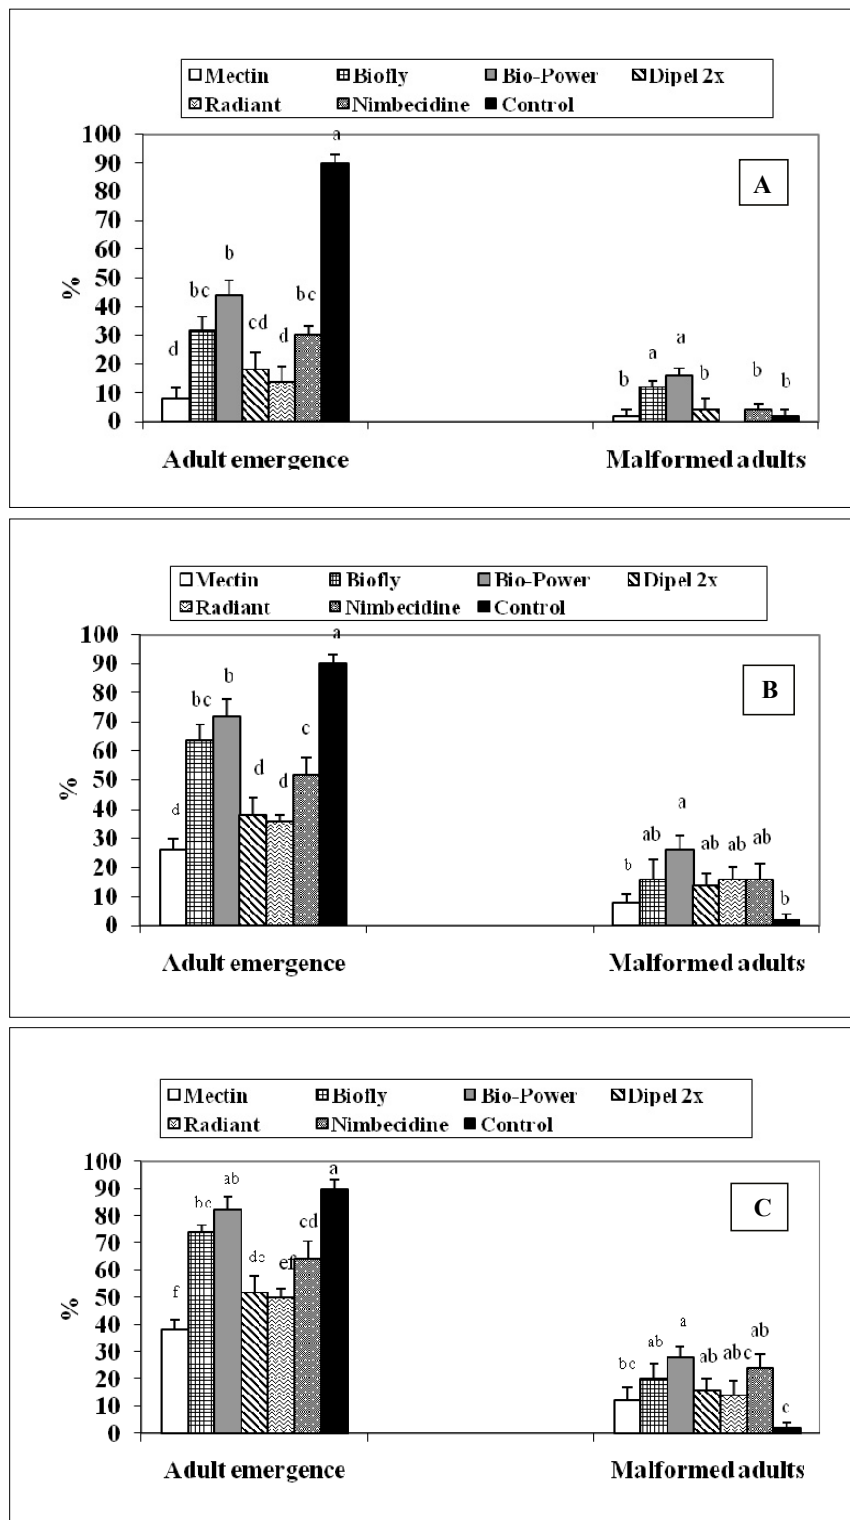 Mectin Biofly Bio-Power Dipel 2x
Radiant Nimbecidine Control
A
%
100
90
80
70
60
50
40
30
20
10
0
d bc b cd d bc a
b a a b b b
Adult emergence Malformed adults
Mectin Biofly Bio-Power Dipel 2x
Radiant Nimbecidine Control
B
%
100
90
80
70
60
50
40
30
20
10
0
d bc b d d c a
b ab a ab ab ab b
Adult emergence Malformed adults
Mectin Biofly Bio-Power Dipel 2x
Radiant Nimbecidine Control
C
%
100
90
80
70
60
50
40
30
20
10
0
f bc ab de ef cd a
bc ab a ab abc ab c
Adult emergence Malformed adults